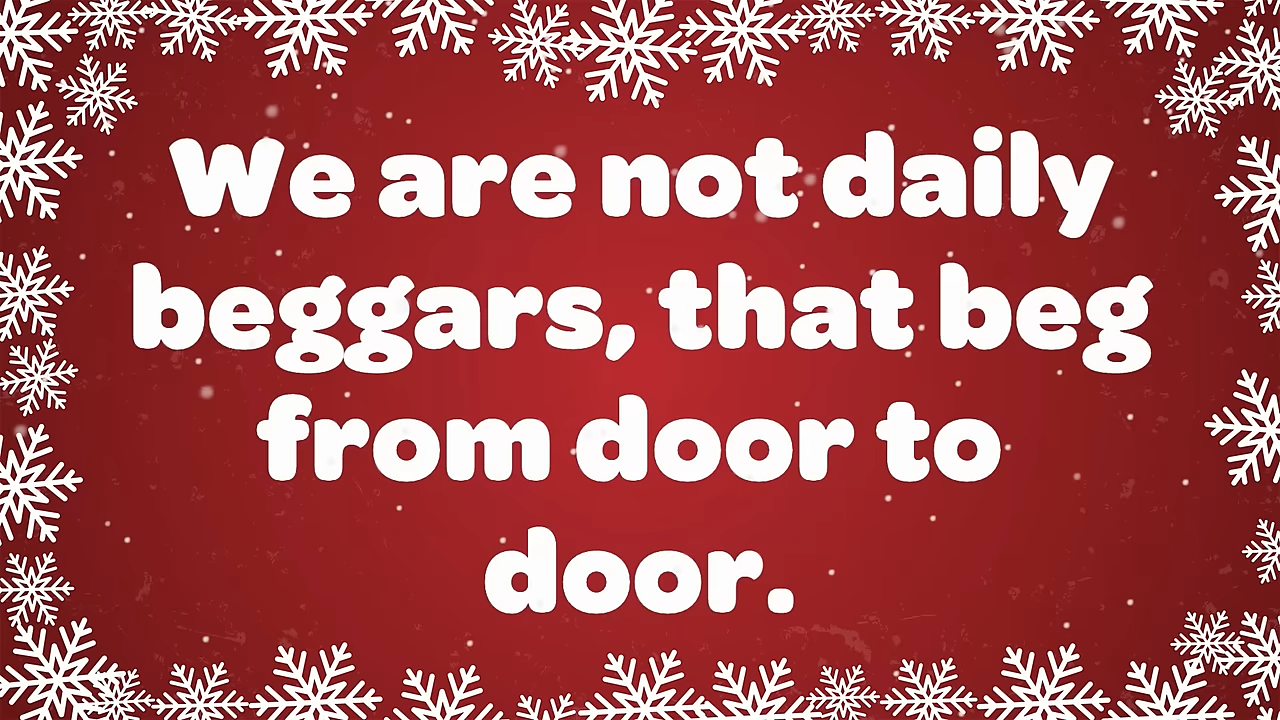 We are not daily
beggars, that beg
from door to
door.